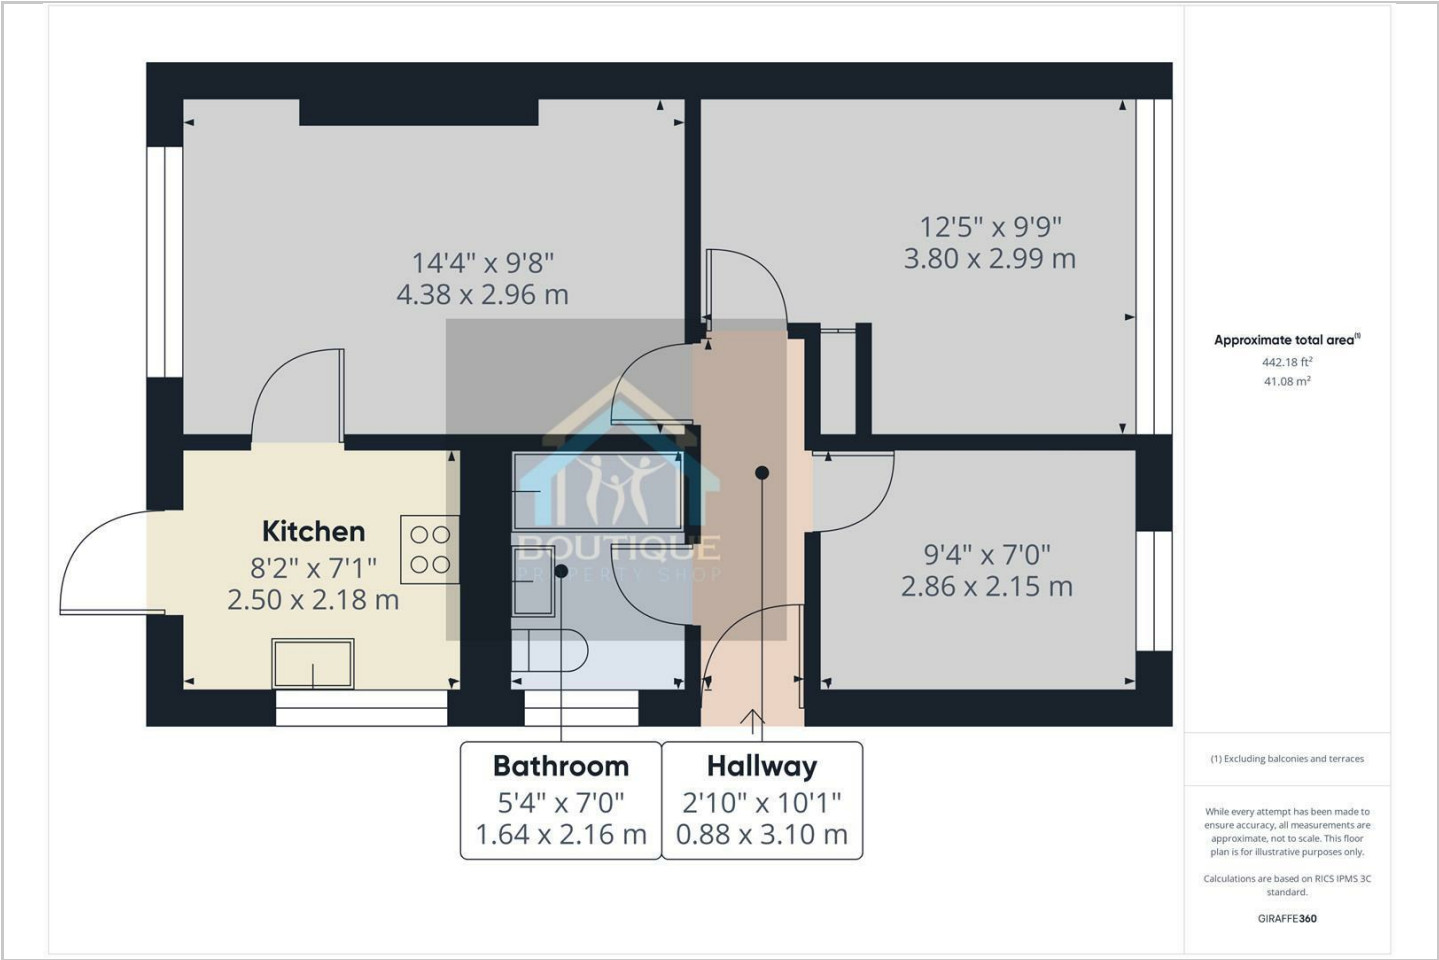 14'4" x 9'8"
4.38 x 2.96 m
12'5" x 9'9"
3.80 x 2.99 m
Kitchen
8'2" x 7'1"
2.50 x 2.18 m
9'4" x 7'0"
2.86 x 2.15 m
BOUTIQUE
PROPERTY SHOP
Bathroom
5'4" x 7'0"
1.64 x 2.16 m
Hallway
2'10" x 10'1"
0.88 x 3.10 m
Approximate total area(1)
442.18 ft²
41.08 m²
(1) Excluding balconies and terraces
While every attempt has been made to
ensure accuracy, all measurements are
approximate, not to scale. This floor
plan is for illustrative purposes only.
Calculations are based on RICS IPMS 3C
standard.
GIRAFFE360